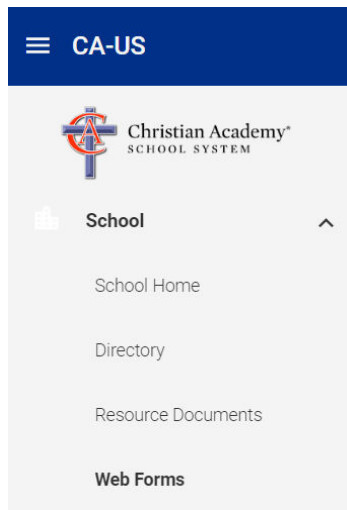 CA-US
Christian Academy®
SCHOOL SYSTEM
School
School Home
Directory
Resource Documents
Web Forms